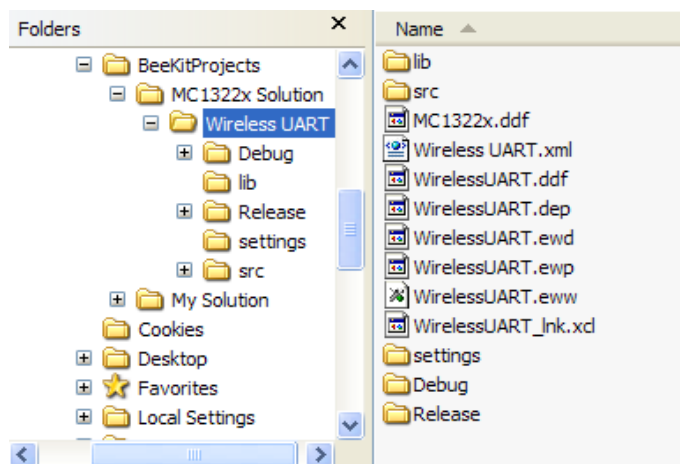 Folders
BeeKitProjects
MC1322x Solution
Wireless UART
Debug
lib
Release
settings
src
My Solution
Cookies
Desktop
Favorites
Local Settings
Name
lib
src
MC1322x.ddf
Wireless UART.xml
WirelessUART.ddf
WirelessUART.dep
WirelessUART.ewd
WirelessUART.ewp
WirelessUART.eww
WirelessUART_lnk.xcl
settings
Debug
Release